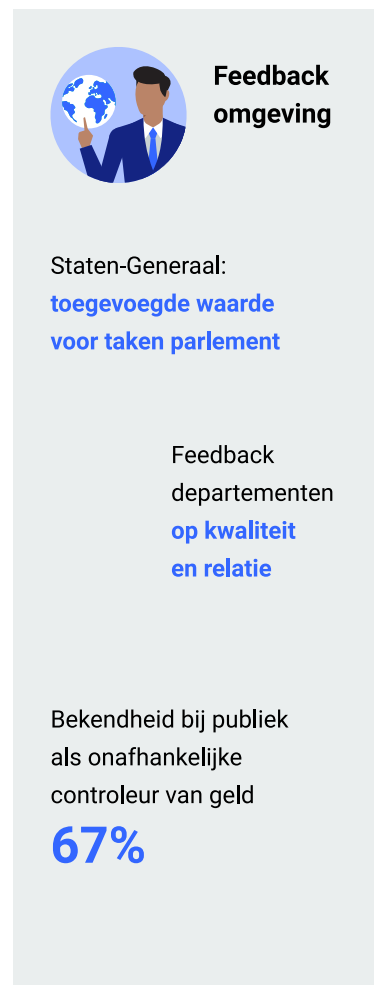 Feedback
omgeving
Staten-Generaal:
toegevoegde waarde
voor taken parlement
Feedback
departementen
op kwaliteit
en relatie
Bekendheid bij publiek
als onafhankelijke
controleur van geld
67%